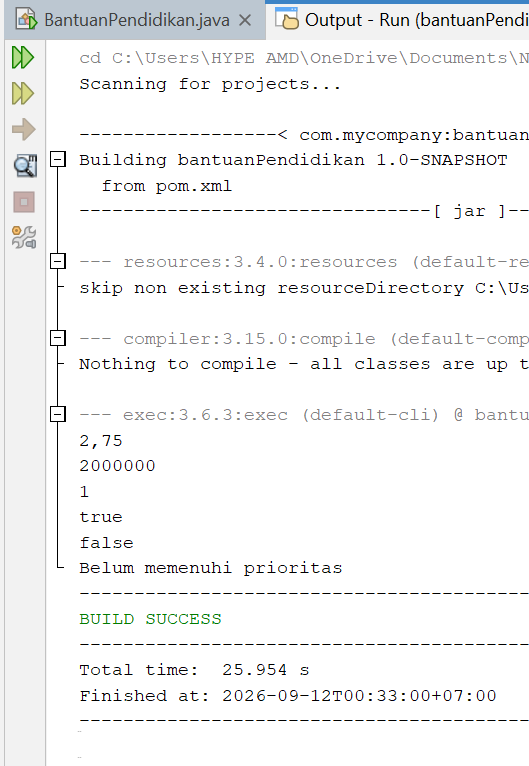 BantuanPendidikan.java × Output - Run (bantuanPendi
cd C:\Users\HYPE AMD\OneDrive\Documents\N
Scanning for projects...
------------------< com.mycompany:bantuan
Building bantuanPendidikan 1.0-SNAPSHOT
from pom.xml
--------------------------------[ jar ]--
--- resources:3.4.0:resources (default-re
skip non existing resourceDirectory C:\Us
--- compiler:3.15.0:compile (default-comp
Nothing to compile - all classes are up t
--- exec:3.6.3:exec (default-cli) @ bantu
2,75
2000000
1
true
false
Belum memenuhi prioritas
-----------------------------------------
BUILD SUCCESS
-----------------------------------------
Total time:  25.954 s
Finished at: 2026-09-12T00:33:00+07:00
-----------------------------------------